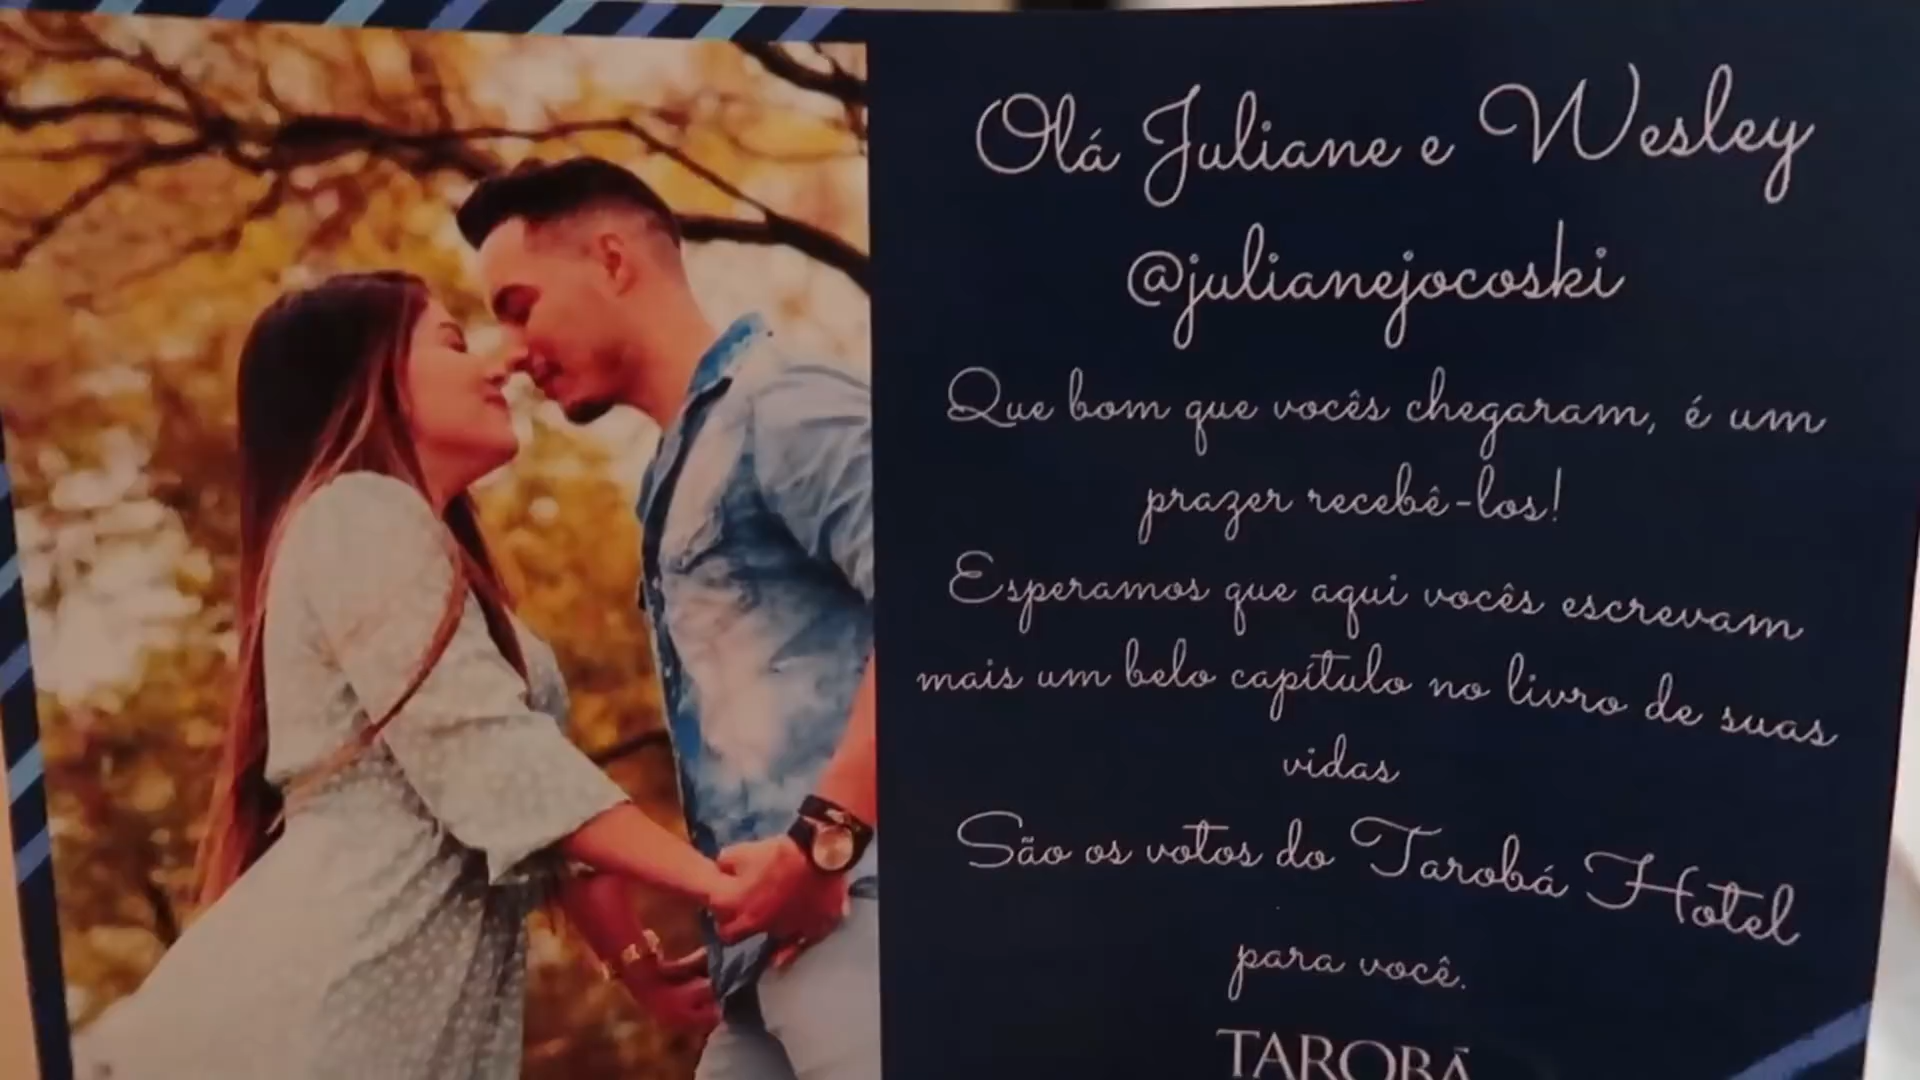 Olá Juliane e Wesley
@julianejocoski
Que bom que vocês chegaram, é um
prazer recebê-los!
Esperamos que aqui vocês escrevam
mais um belo capítulo no livro de suas
vidas
São os votos do Tarobá Hotel
para você.
TAROBÁ